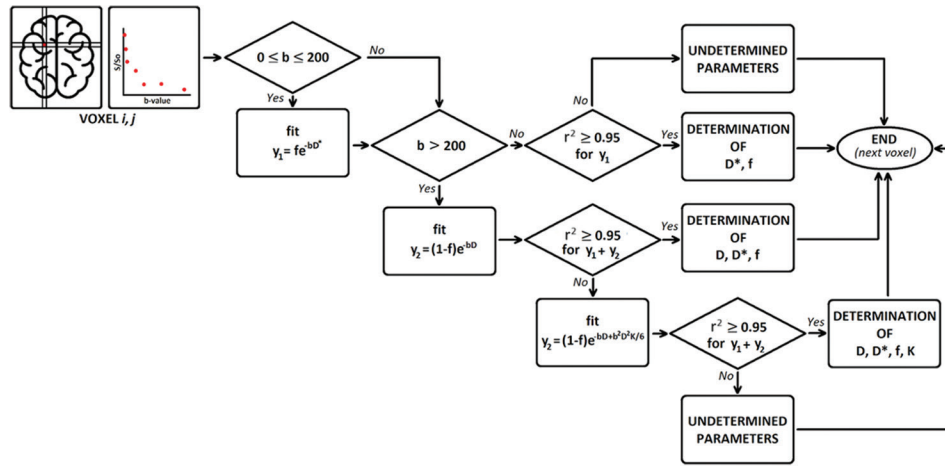 S/So
b-value
VOXEL i, j
0 ≤ b ≤ 200
No
Yes
fit
y₁= fe^-bD*
b > 200
No
Yes
r² ≥ 0.95
for y₁
No
Yes
UNDETERMINED
PARAMETERS
DETERMINATION
OF
D*, f
END
(next voxel)
fit
y₂= (1-f)e^-bD
r² ≥ 0.95
for y₁ + y₂
Yes
No
DETERMINATION
OF
D, D*, f
fit
y₂= (1-f)e^-bD+b²D²K/6
r² ≥ 0.95
for y₁ + y₂
Yes
No
DETERMINATION
OF
D, D*, f, K
UNDETERMINED
PARAMETERS